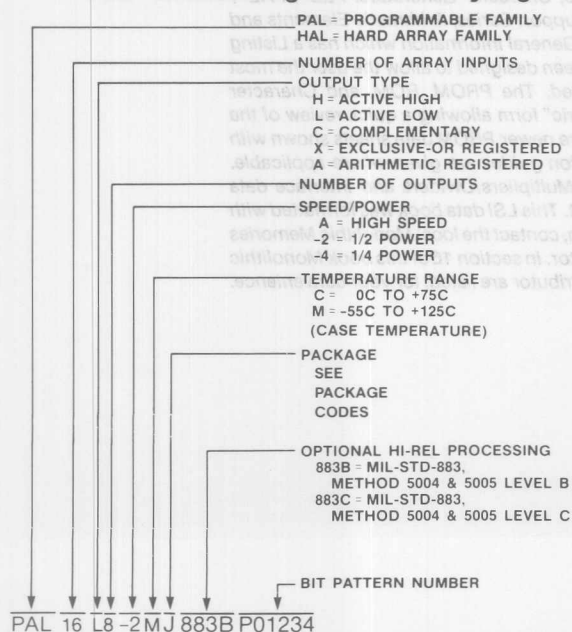 PAL = PROGRAMMABLE FAMILY
HAL = HARD ARRAY FAMILY
NUMBER OF ARRAY INPUTS
OUTPUT TYPE
H = ACTIVE HIGH
L = ACTIVE LOW
C = COMPLEMENTARY
X = EXCLUSIVE-OR REGISTERED
A = ARITHMETIC REGISTERED
NUMBER OF OUTPUTS
SPEED/POWER
A = HIGH SPEED
-2 = 1/2 POWER
-4 = 1/4 POWER
TEMPERATURE RANGE
C = 0C TO +75C
M = -55C TO +125C
(CASE TEMPERATURE)
PACKAGE
SEE
PACKAGE
CODES
OPTIONAL HI-REL PROCESSING
883B = MIL-STD-883,
METHOD 5004 & 5005 LEVEL B
883C = MIL-STD-883,
METHOD 5004 & 5005 LEVEL C
BIT PATTERN NUMBER
PAL 16 L8 -2 M J 883B P01234